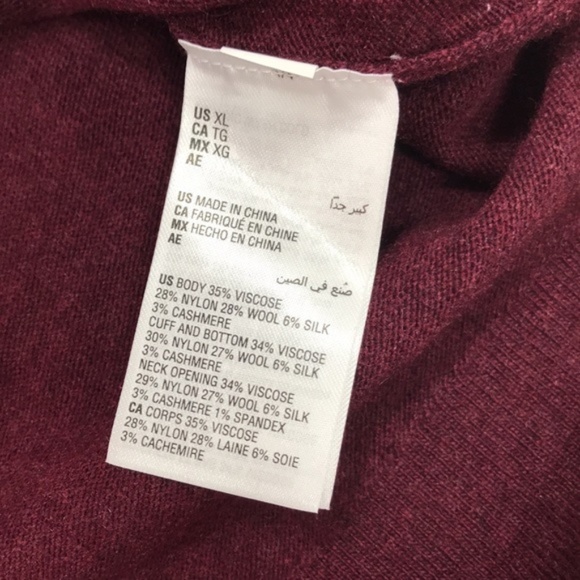 US XL
CA TG
MX XG
AE
كبير جدًا
US MADE IN CHINA
CA FABRIQUÉ EN CHINE
MX HECHO EN CHINA
AE
صُنع في الصين
US BODY 35% VISCOSE
28% NYLON 28% WOOL 6% SILK
3% CASHMERE
CUFF AND BOTTOM 34% VISCOSE
30% NYLON 27% WOOL 6% SILK
3% CASHMERE
NECK OPENING 34% VISCOSE
29% NYLON 27% WOOL 6% SILK
3% CASHMERE 1% SPANDEX
CA CORPS 35% VISCOSE
28% NYLON 28% LAINE 6% SOIE
3% CACHEMIRE